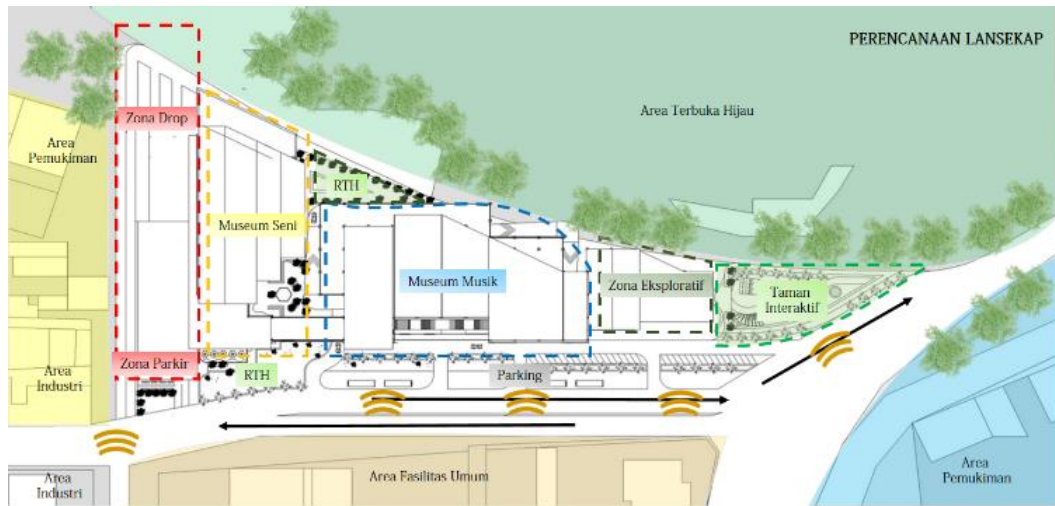 PERENCANAAN LANSEKAP
Area Terbuka Hijau
Zona Drop
Area
Pemukiman
RTH
Museum Seni
Museum Musik
Zona Eksploratif
Taman
Interaktif
Zona Parkir
Area
Industri
RTH
Parking
Area
Industri
Area Fasilitas Umum
Area
Pemukiman